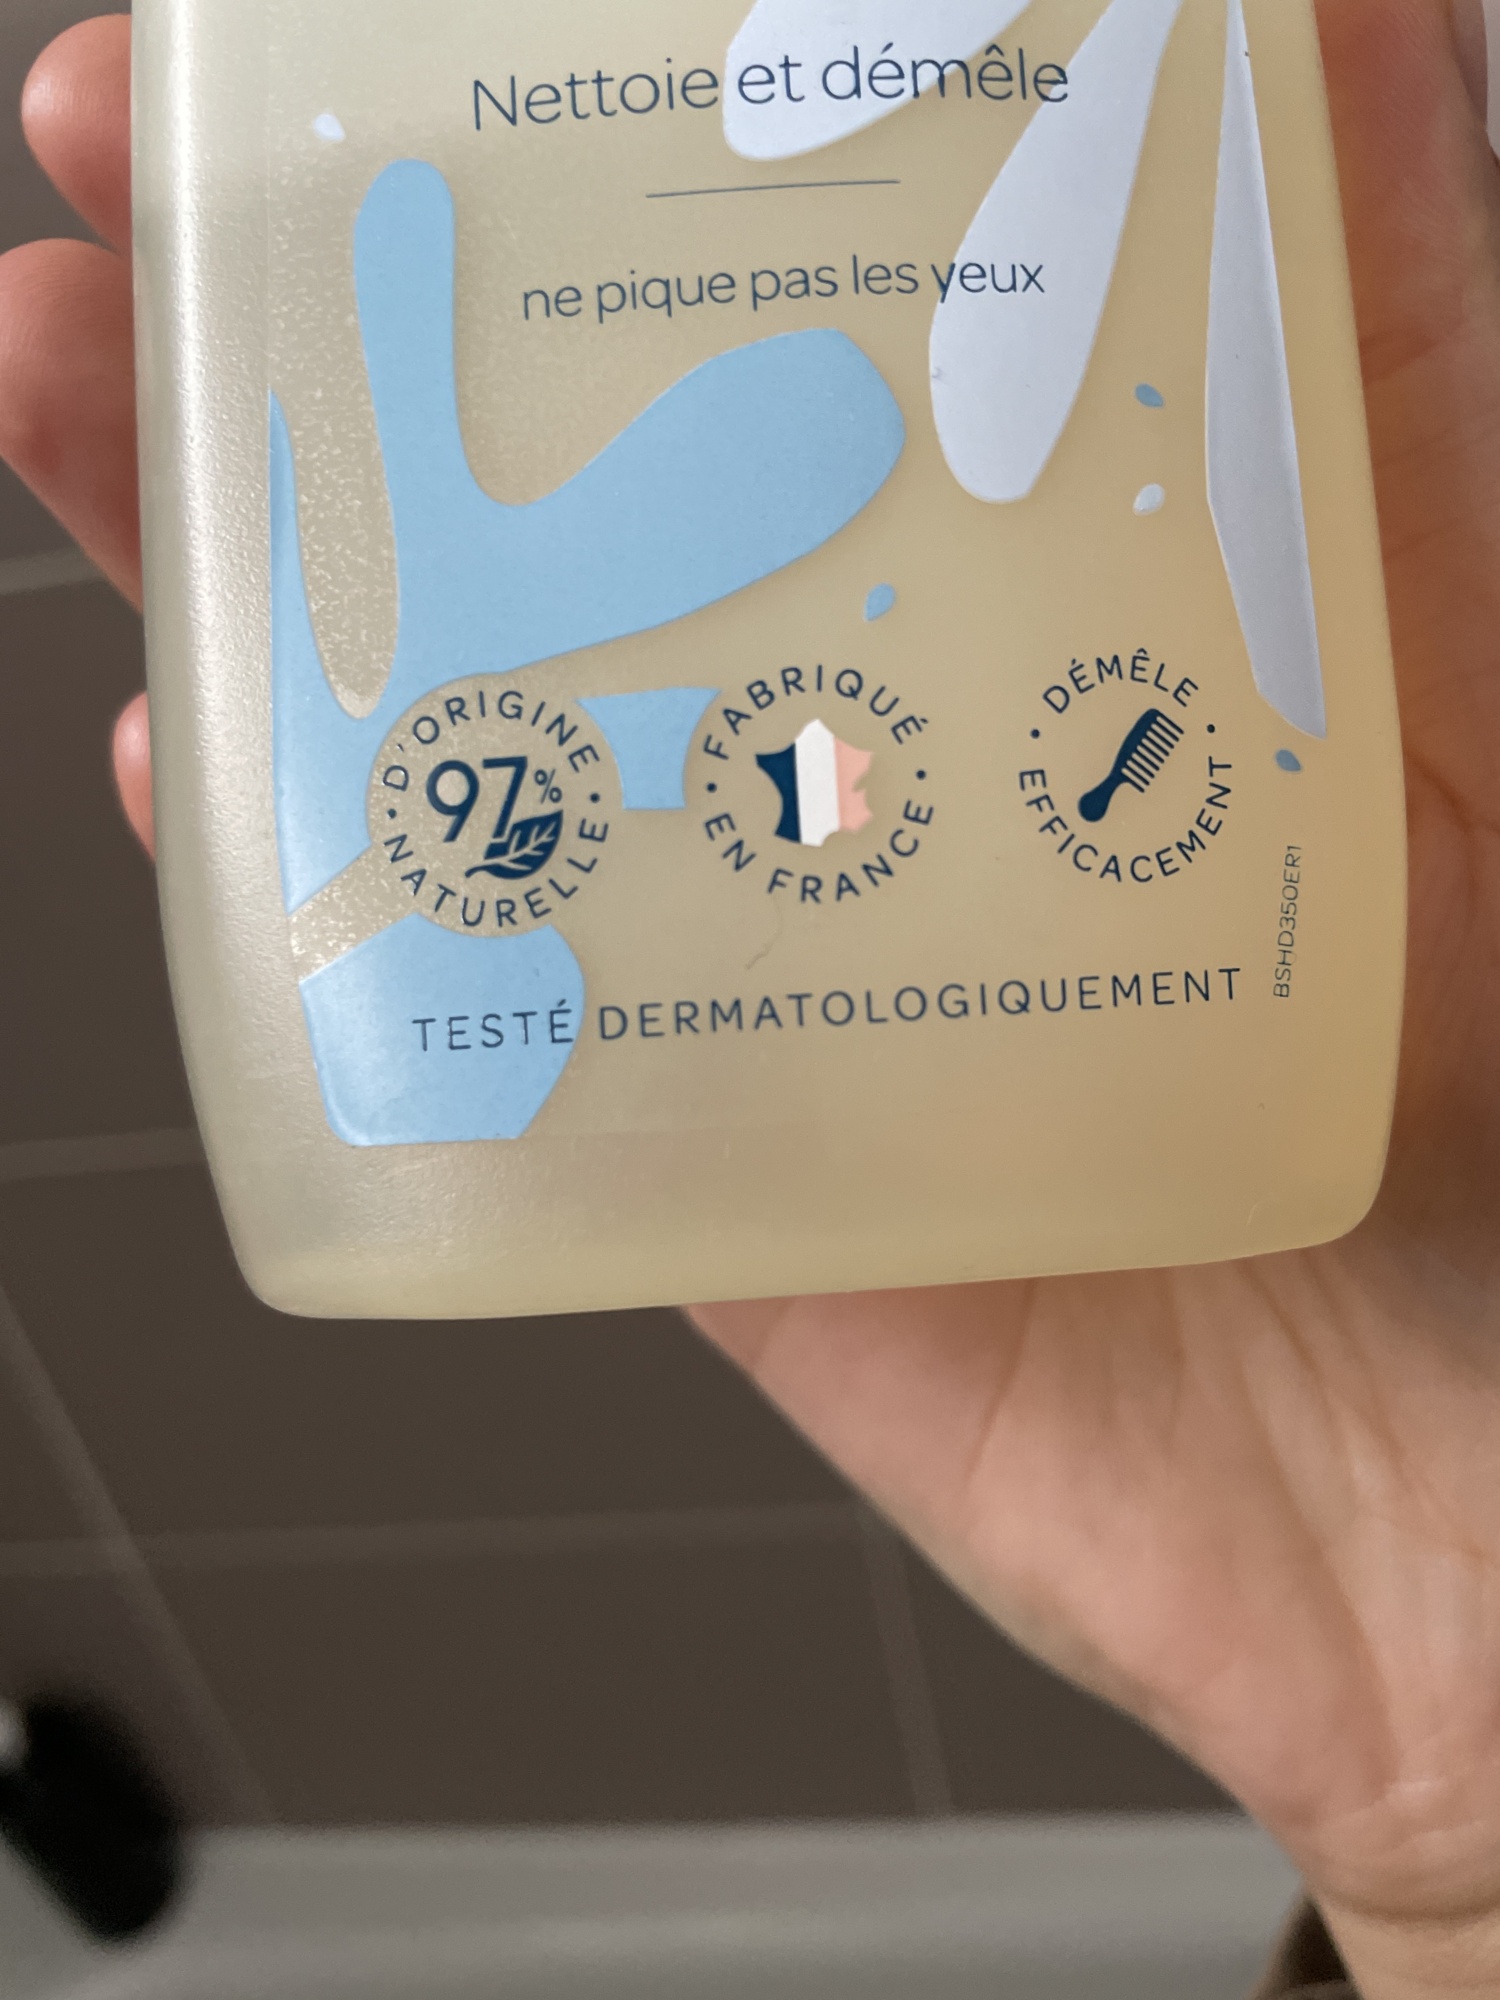 Nettoie et démêle
ne pique pas les yeux
D'ORIGINE
97%
NATURELLE
FABRIQUÉ
EN FRANCE
DÉMÊLE
EFFICACEMENT
BSHD350ER1
TESTÉ DERMATOLOGIQUEMENT